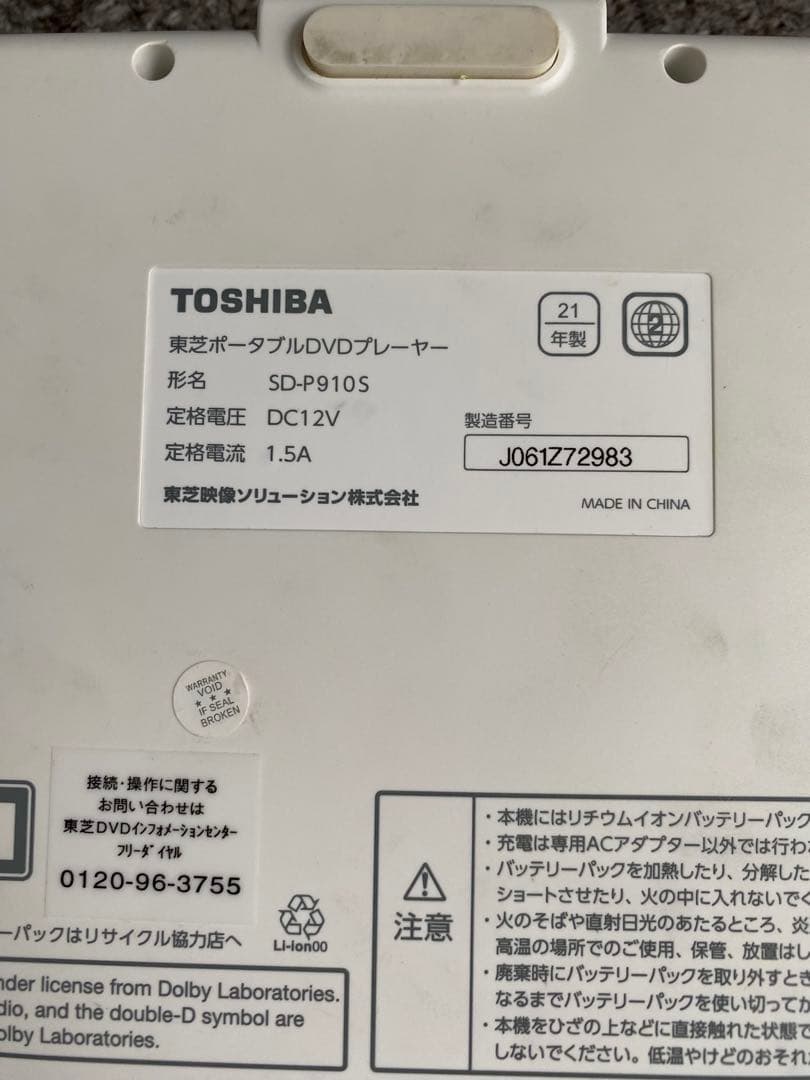 TOSHIBA
東芝ポータブルDVDプレーヤー
21
年製
2
形名 SD-P910S
定格電圧 DC12V
定格電流 1.5A
製造番号
J061Z72983
東芝映像ソリューション株式会社
MADE IN CHINA
WARRANTY
VOID
★ ★ ★
IF SEAL
BROKEN
接続・操作に関する
お問い合わせは
東芝DVDインフォメーションセンター
フリーダイヤル
0120-96-3755
Li-ion00
ーパックはリサイクル協力店へ
nder license from Dolby Laboratories.
dio, and the double-D symbol are
olby Laboratories.
注意
・本機にはリチウムイオンバッテリーパック
・充電は専用ACアダプター以外では行わ
・バッテリーパックを加熱したり、分解した
ショートさせたり、火の中に入れないで
・火のそばや直射日光のあたるところ、炎
高温の場所でのご使用、保管、放置はし
・廃棄時にバッテリーパックを取り外すとき
なるまでバッテリーパックを使い切ってか
・本機をひざの上などに直接触れた状態で
しないでください。低温やけどのおそれ